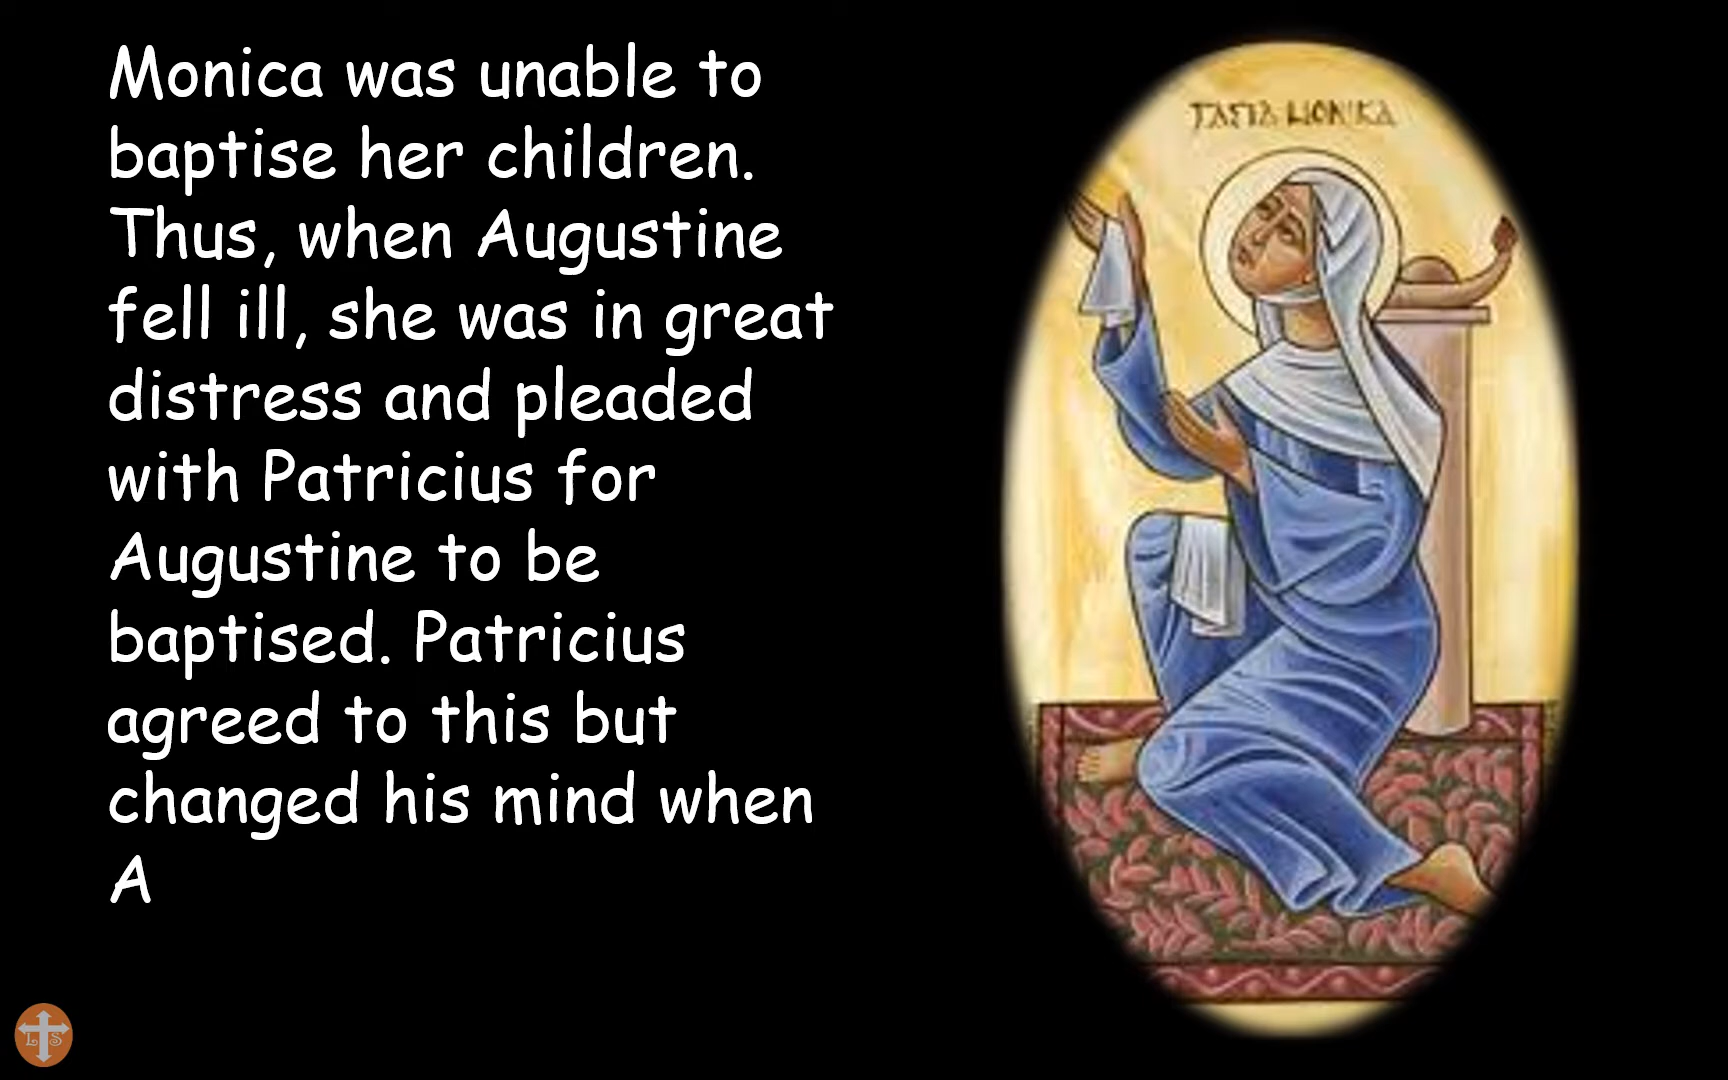 Monica was unable to
baptise her children.
Thus, when Augustine
fell ill, she was in great
distress and pleaded
with Patricius for
Augustine to be
baptised. Patricius
agreed to this but
changed his mind when
A
L S